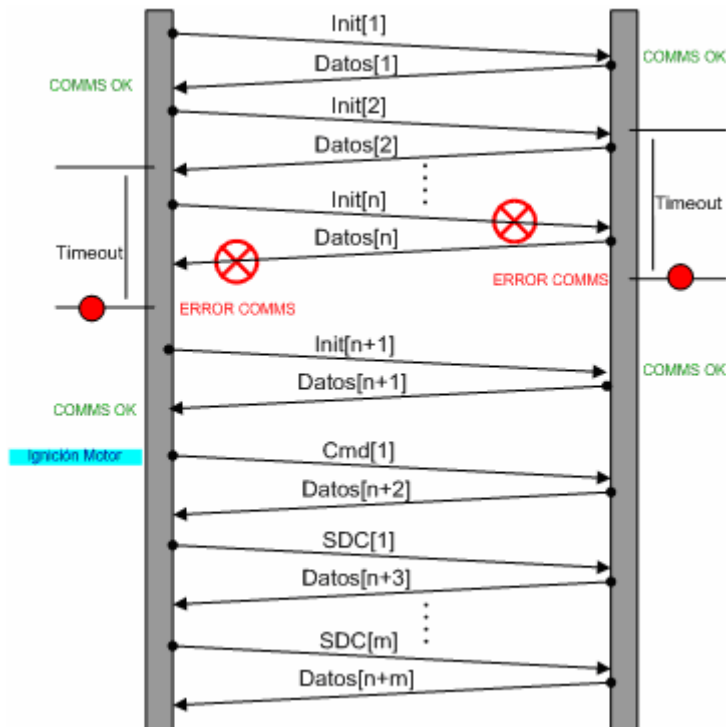 Init[1]
COMMS OK
Datos[1]
COMMS OK
Init[2]
Datos[2]
Timeout
Init[n]
Timeout
Datos[n]
ERROR COMMS
ERROR COMMS
Init[n+1]
COMMS OK
Datos[n+1]
COMMS OK
Ignición Motor
Cmd[1]
Datos[n+2]
SDC[1]
Datos[n+3]
SDC[m]
Datos[n+m]